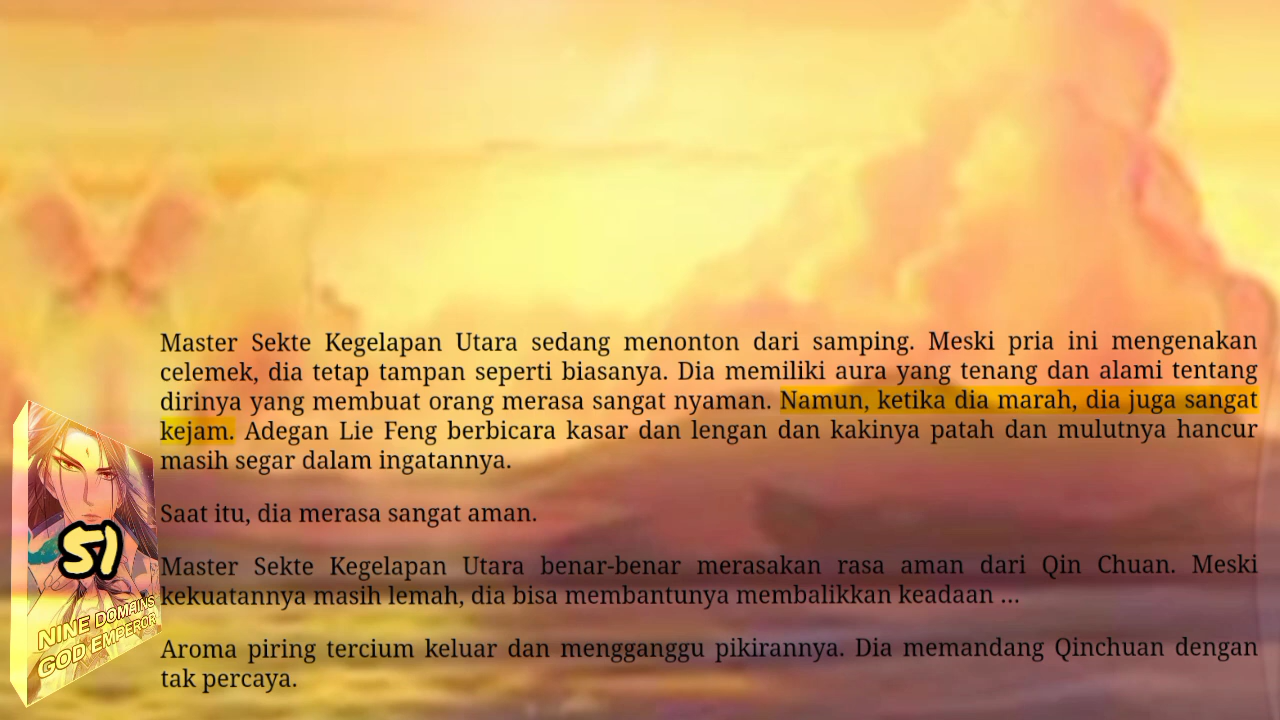 Master Sekte Kegelapan Utara sedang menonton dari samping. Meski pria ini mengenakan
celemek, dia tetap tampan seperti biasanya. Dia memiliki aura yang tenang dan alami tentang
dirinya yang membuat orang merasa sangat nyaman. Namun, ketika dia marah, dia juga sangat
kejam. Adegan Lie Feng berbicara kasar dan lengan dan kakinya patah dan mulutnya hancur
masih segar dalam ingatannya.
Saat itu, dia merasa sangat aman.
Master Sekte Kegelapan Utara benar-benar merasakan rasa aman dari Qin Chuan. Meski
kekuatannya masih lemah, dia bisa membantunya membalikkan keadaan ...
Aroma piring tercium keluar dan mengganggu pikirannya. Dia memandang Qinchuan dengan
tak percaya.
51
NINE DOMAINS
GOD EMPEROR